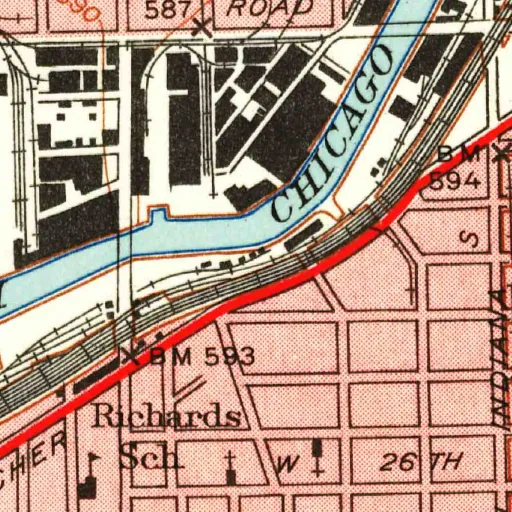 587
ROAD
CHICAGO
BM
594
S
INDIANA
BM 593
Richards
Sch
CHER
W
26TH